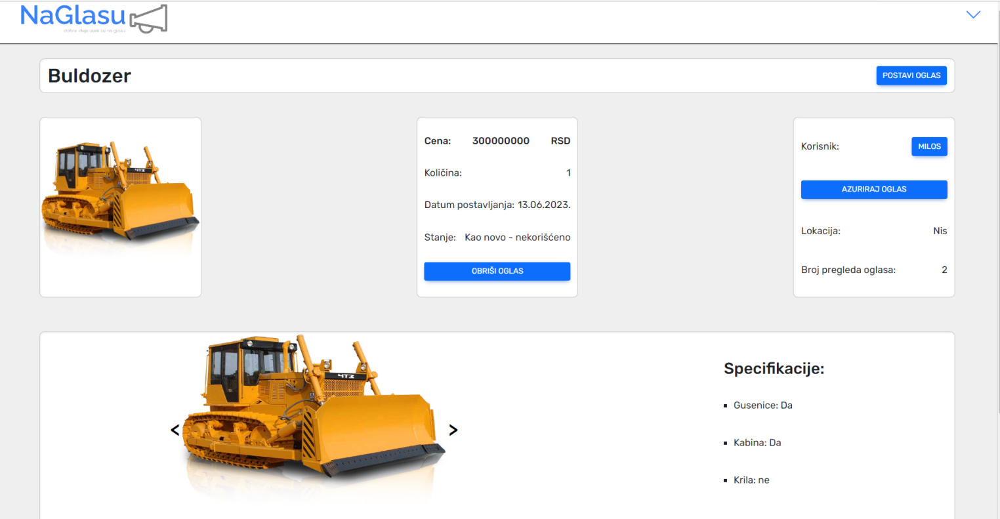 NaGlasu
dobre ideje uvek su na glasu
Buldozer
POSTAVI OGLAS
Cena: 300000000 RSD
Količina: 1
Datum postavljanja: 13.06.2023.
Stanje: Kao novo - nekorišćeno
OBRIŠI OGLAS
Korisnik: MILOS
AZURIRAJ OGLAS
Lokacija: Nis
Broj pregleda oglasa: 2
ЧТЗ
ЧТЗ
< >
Specifikacije:
▪ Gusenice: Da
▪ Kabina: Da
▪ Krila: ne